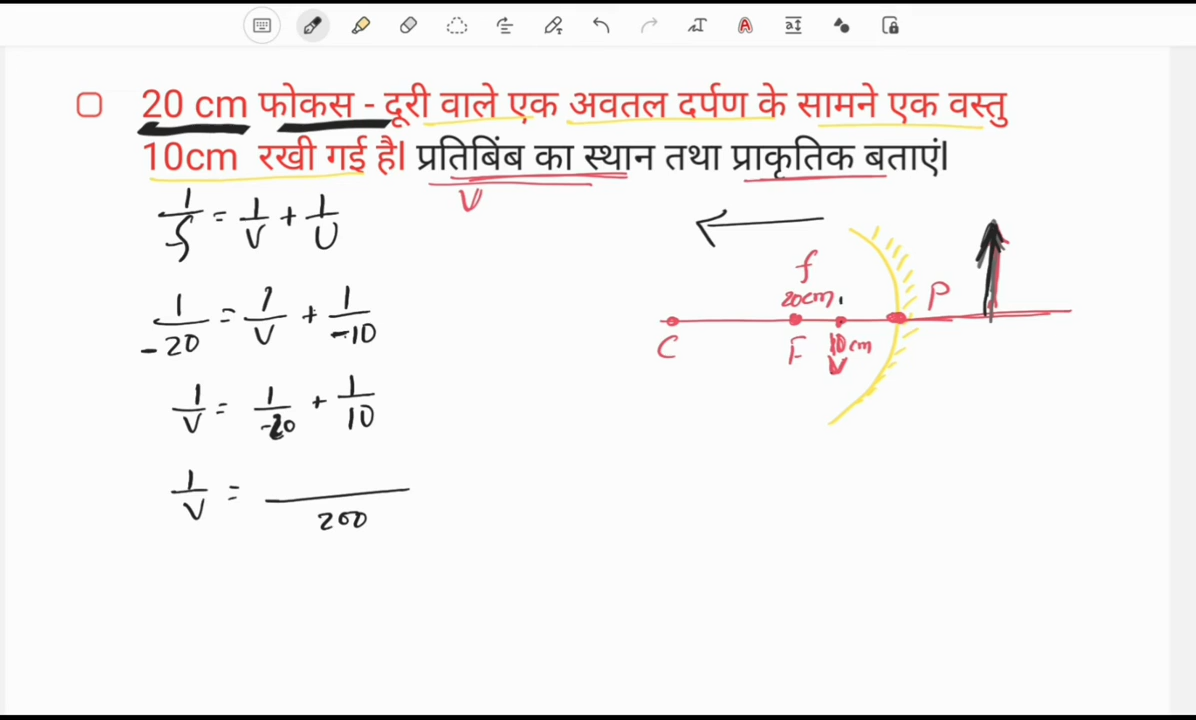 20 cm फोकस - दूरी वाले एक अवतल दर्पण के सामने एक वस्तु
10cm रखी गई है। प्रतिबिंब का स्थान तथा प्राकृतिक बताएं।
V
1/f = 1/V + 1/U
1/-20 = 1/V + 1/-10
1/V = 1/-20 + 1/10
1/V = /200
f
20cm
P
C
F
10cm
V